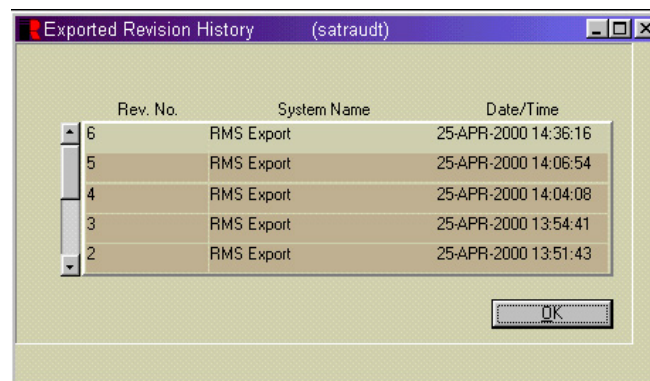 Exported Revision History (satraudt)
Rev. No. System Name Date/Time
6 RMS Export 25-APR-2000 14:36:16
5 RMS Export 25-APR-2000 14:06:54
4 RMS Export 25-APR-2000 14:04:08
3 RMS Export 25-APR-2000 13:54:41
2 RMS Export 25-APR-2000 13:51:43
OK